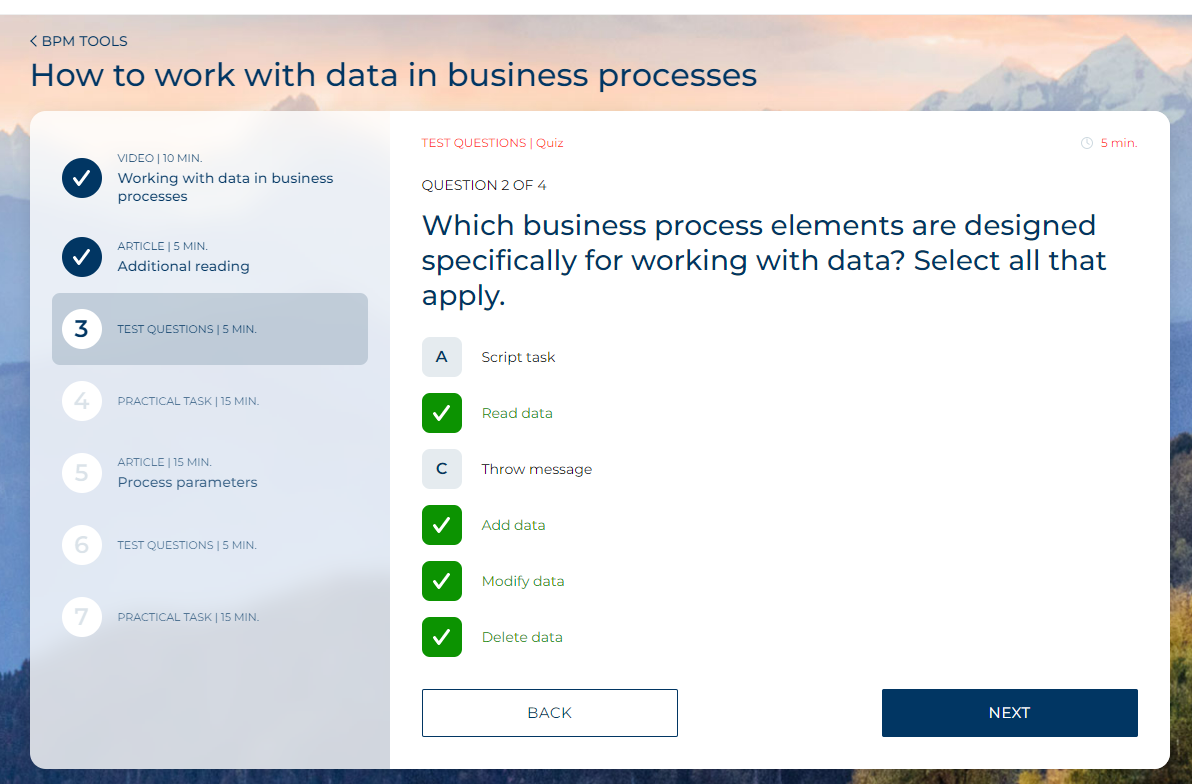 BPM TOOLS
How to work with data in business processes
VIDEO | 10 MIN.
Working with data in business
processes
ARTICLE | 5 MIN.
Additional reading
3
TEST QUESTIONS | 5 MIN.
4
PRACTICAL TASK | 15 MIN.
5
ARTICLE | 15 MIN.
Process parameters
6
TEST QUESTIONS | 5 MIN.
7
PRACTICAL TASK | 15 MIN.
TEST QUESTIONS | Quiz
5 min.
QUESTION 2 OF 4
Which business process elements are designed
specifically for working with data? Select all that
apply.
A Script task
Read data
C Throw message
Add data
Modify data
Delete data
BACK
NEXT